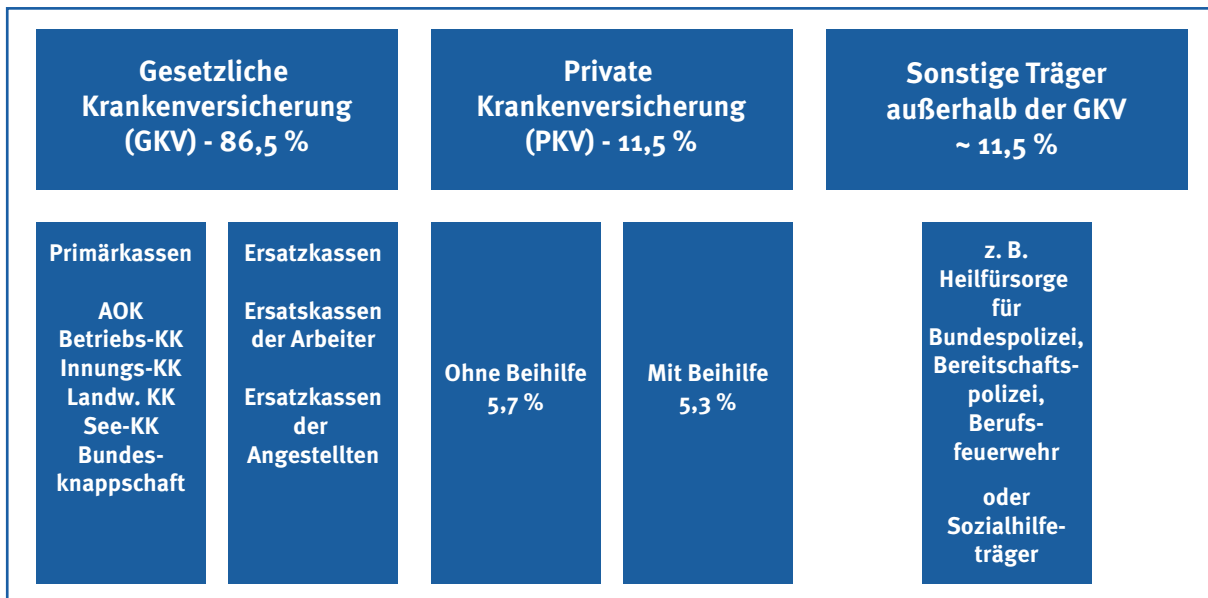 Gesetzliche
Krankenversicherung
(GKV) - 86,5 %
Private
Krankenversicherung
(PKV) - 11,5 %
Sonstige Träger
außerhalb der GKV
~ 11,5 %
Primärkassen
AOK
Betriebs-KK
Innungs-KK
Landw. KK
See-KK
Bundes-
knappschaft
Ersatzkassen
Ersatskassen
der Arbeiter
Ersatzkassen
der
Angestellten
Ohne Beihilfe
5,7 %
Mit Beihilfe
5,3 %
z. B.
Heilfürsorge
für
Bundespolizei,
Bereitschafts-
polizei,
Berufs-
feuerwehr
oder
Sozialhilfe-
träger